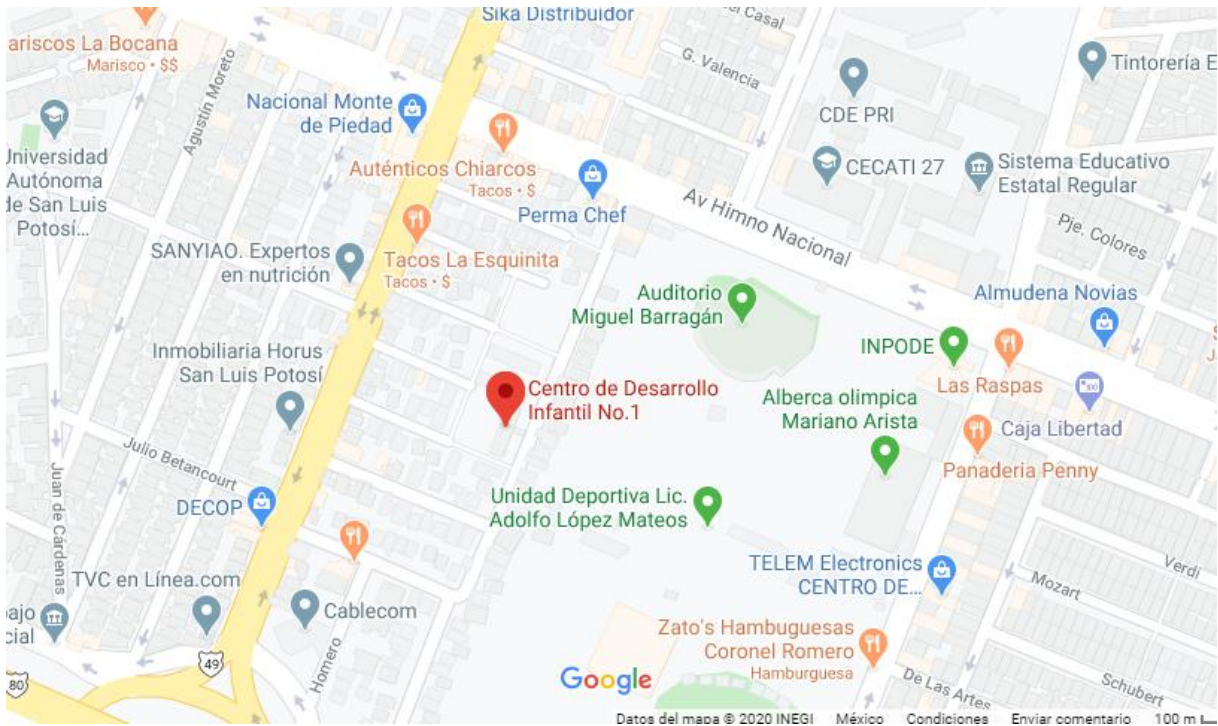 Sika Distribuidor
el Casal
ariscos La Bocana
Marisco • $$
Agustín Moreto
G. Valencia
Tintorería E
Nacional Monte
de Piedad
CDE PRI
Universidad
Autónoma
de San Luis
Potosí...
Auténticos Chiarcos
Tacos • $
CECATI 27
Sistema Educativo
Estatal Regular
Perma Chef
Av Himno Nacional
Pje. Colores
SANYIAO. Expertos
en nutrición
Tacos La Esquinita
Tacos • $
Auditorio
Miguel Barragán
Almudena Novias
Inmobiliaria Horus
San Luis Potosí
INPODE
Las Raspas
Centro de Desarrollo
Infantil No.1
Alberca olimpica
Mariano Arista
Caja Libertad
Julio Betancourt
Juan de Cárdenas
Panaderia Penny
DECOP
Unidad Deportiva Lic.
Adolfo López Mateos
Verdi
TVC en Línea.com
TELEM Electronics
CENTRO DE...
Mozart
bajo
cial
Cablecom
Homero
Zato's Hambuguesas
Coronel Romero
Hamburguesa
49
80
Google
De Las Artes
Schubert
Datos del mapa © 2020 INEGI México Condiciones Enviar comentario 100 m